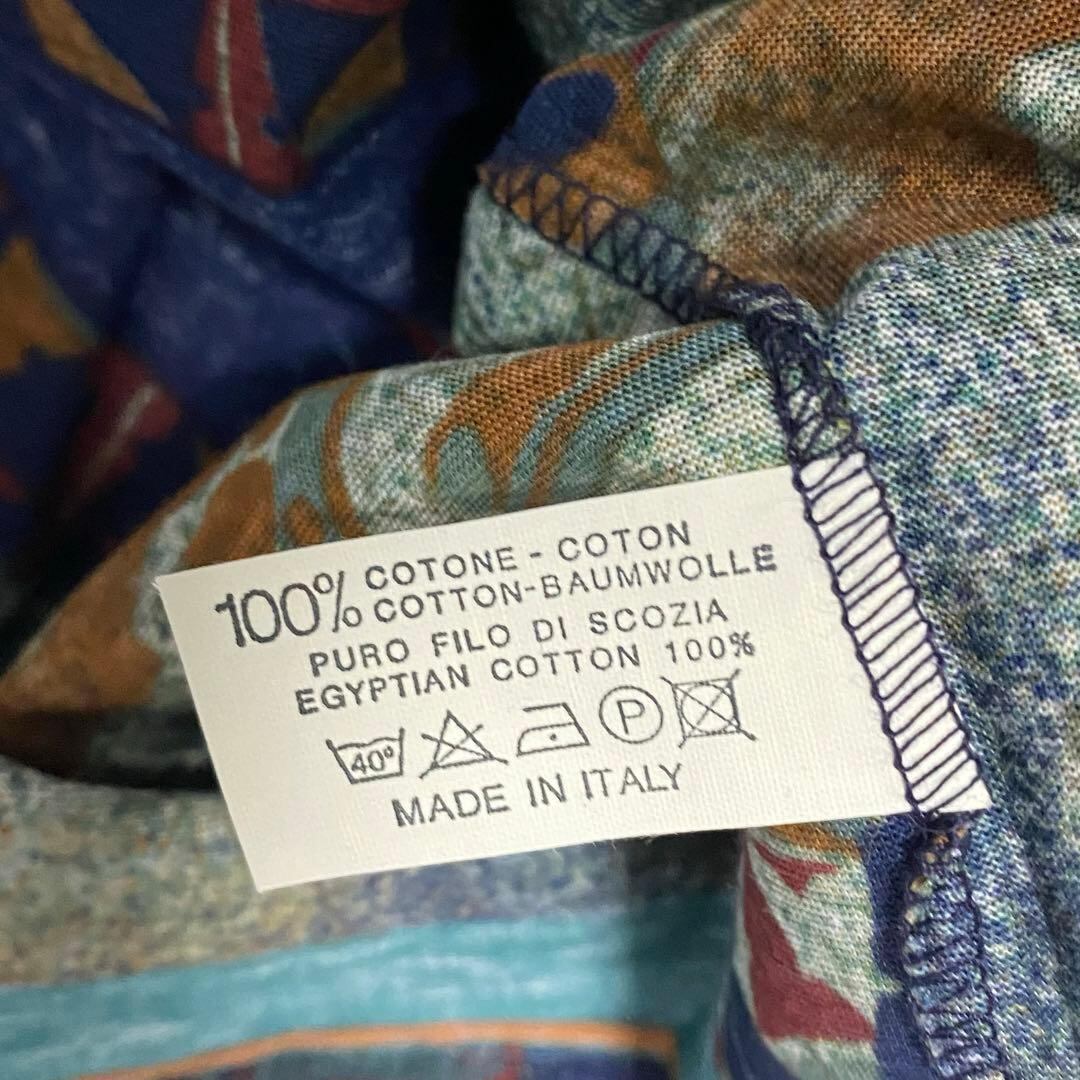 100% COTONE - COTON
COTTON-BAUMWOLLE
PURO FILO DI SCOZIA
EGYPTIAN COTTON 100%
40° P
MADE IN ITALY